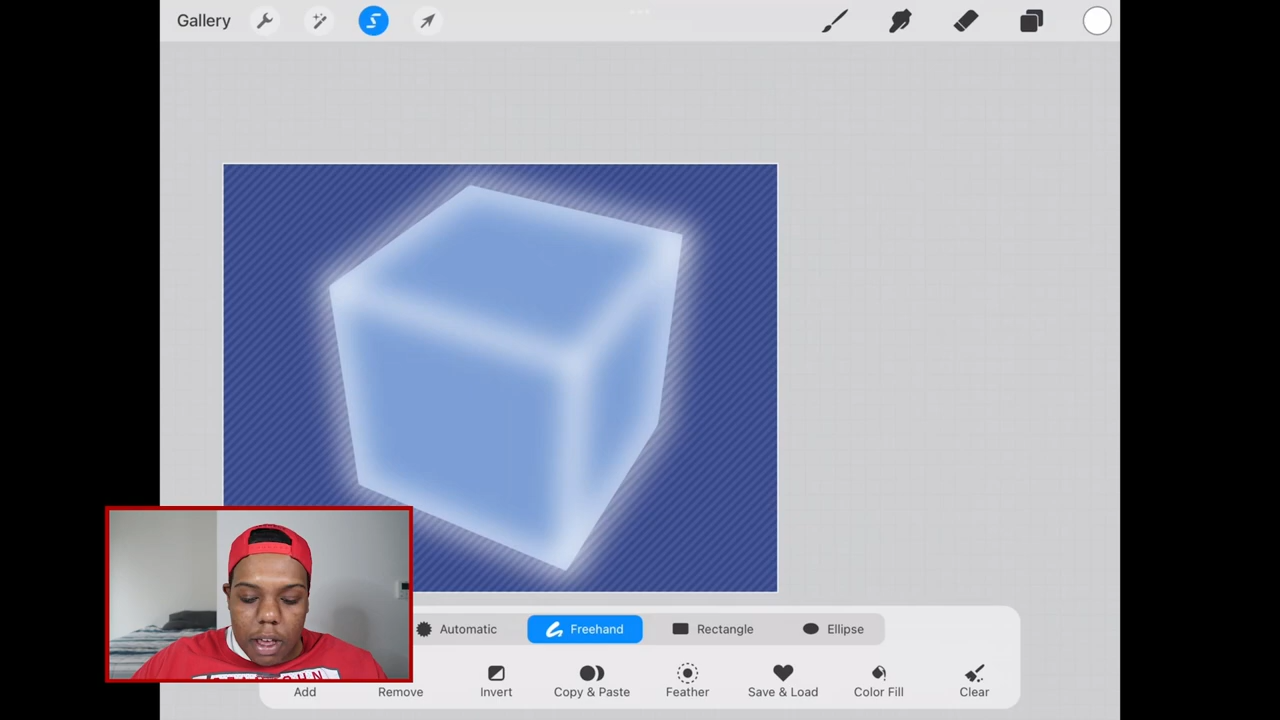 Gallery
Automatic
Freehand
Rectangle
Ellipse
Add
Remove
Invert
Copy & Paste
Feather
Save & Load
Color Fill
Clear